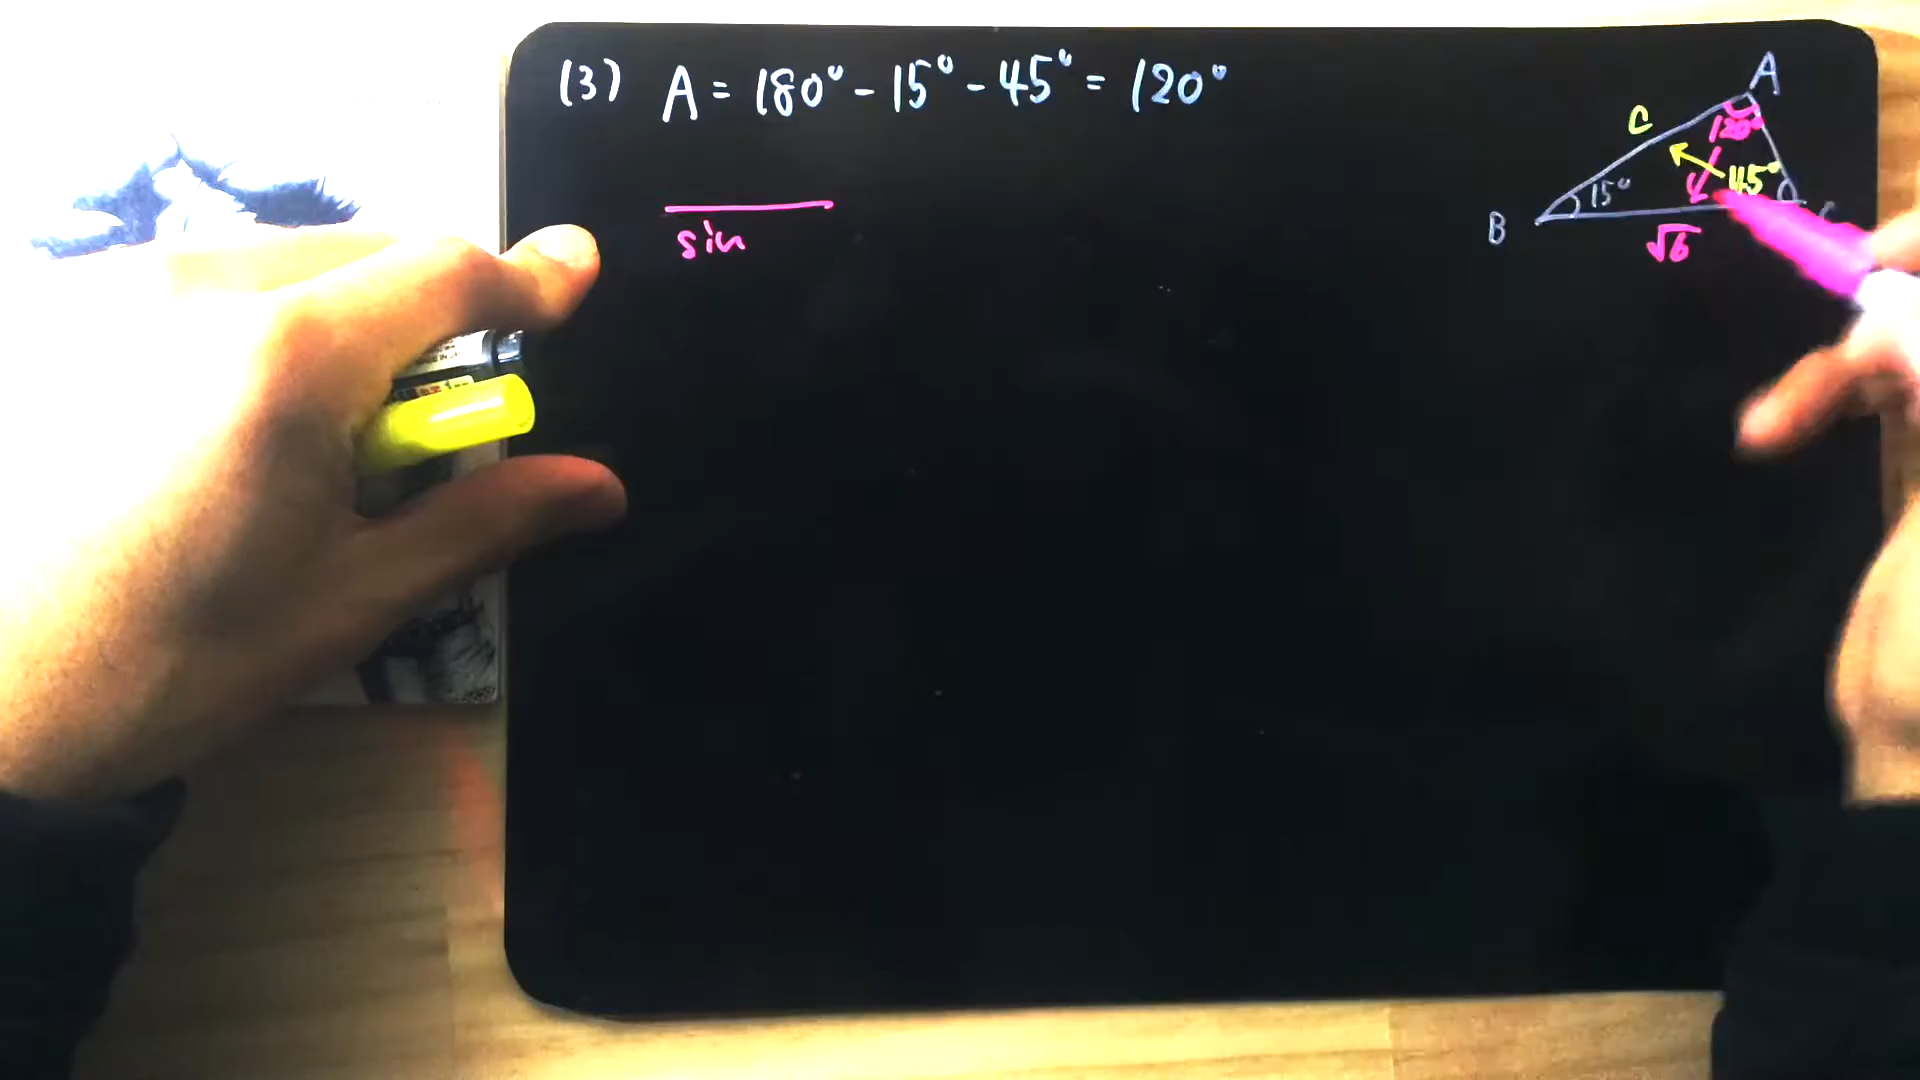 (3) A = 180° - 15° - 45° = 120°
sin
A
c
120°
45°
15°
B
C
√6